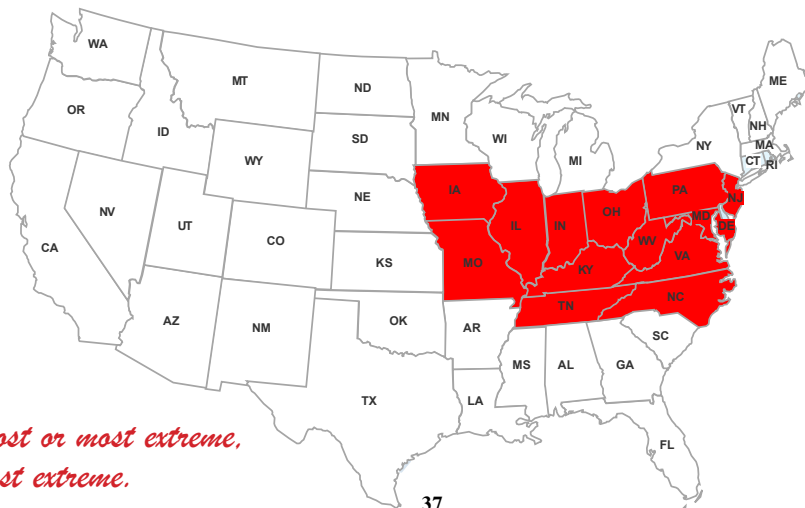 WA
MT
ND
MN
ME
OR
ID
SD
WI
MI
NY
VT
NH
MA
CT
RI
WY
NE
IA
PA
NJ
NV
UT
CO
IL
IN
OH
MD
DE
CA
KS
MO
WV
VA
KY
AZ
NM
OK
AR
TN
NC
SC
TX
LA
MS
AL
GA
FL
or most extreme,
extreme.
37